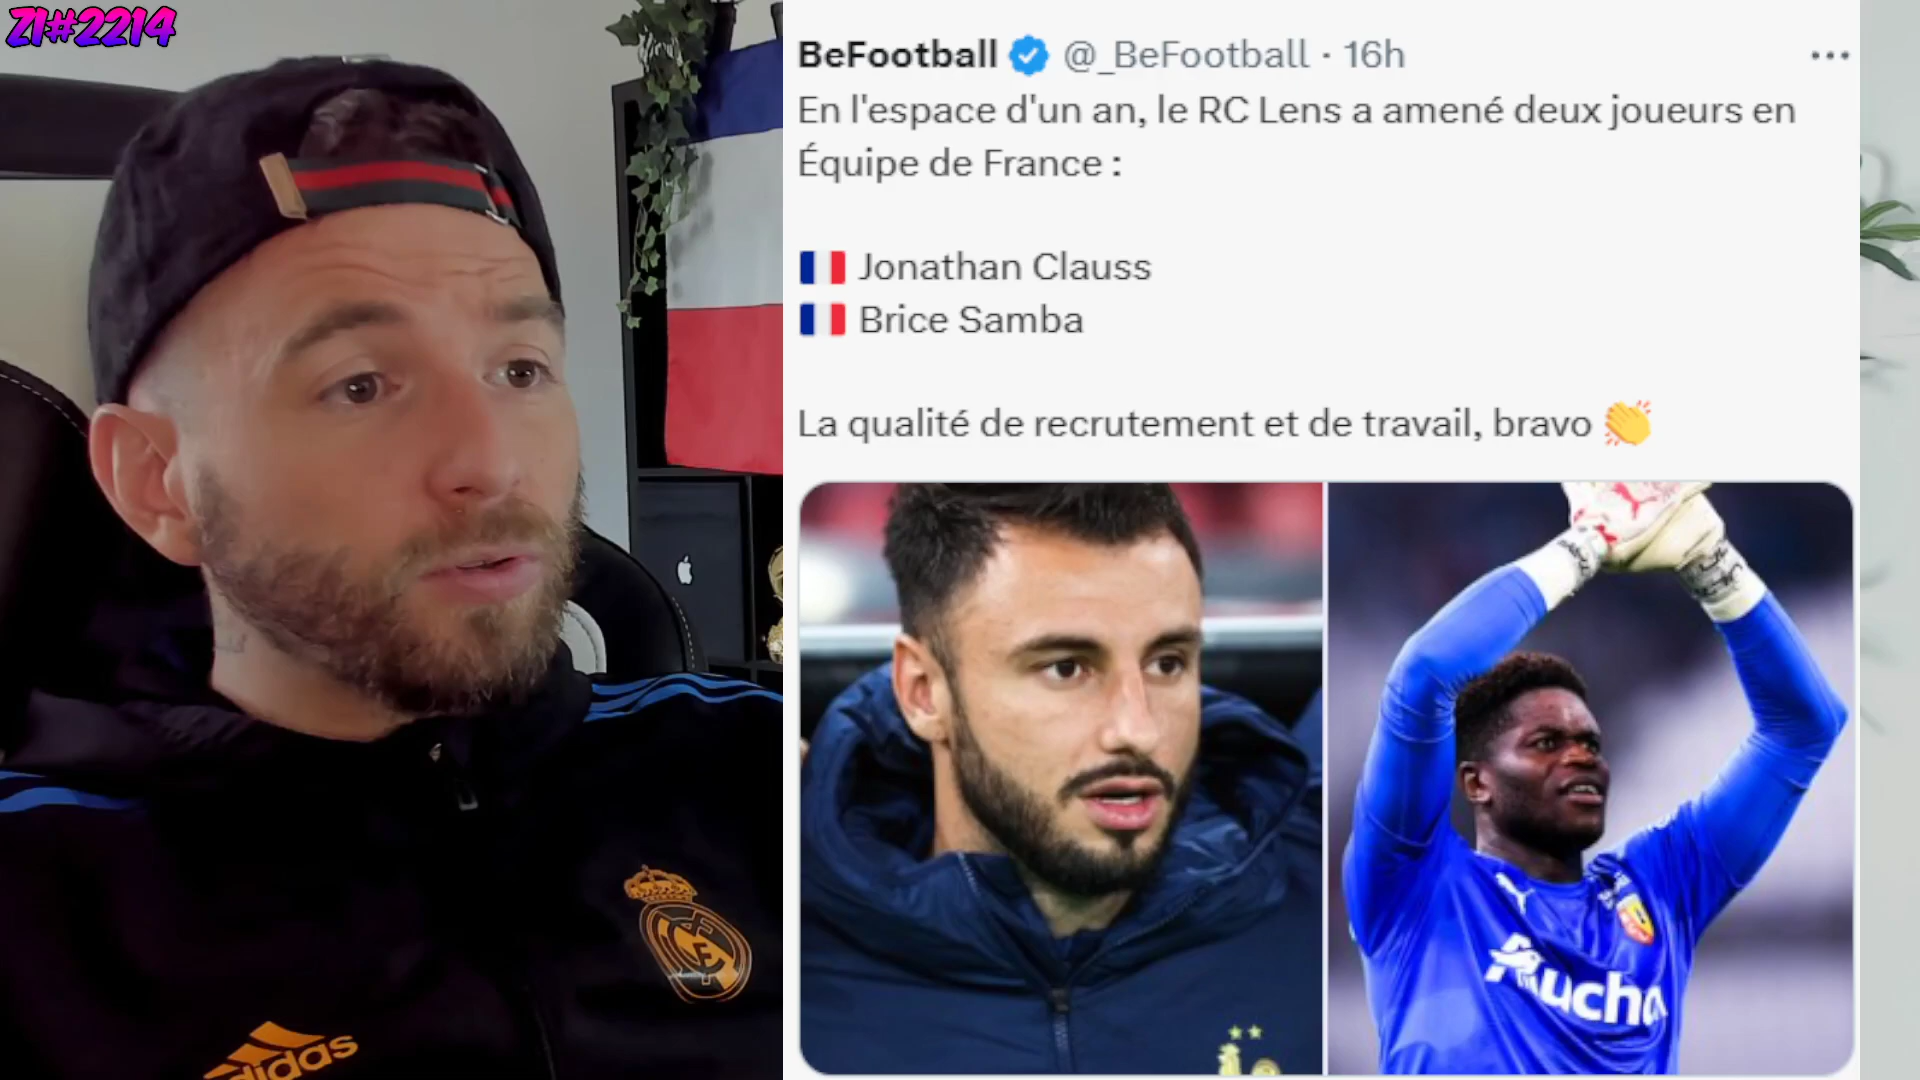 ZI#2214
BeFootball @_BeFootball · 16h
En l'espace d'un an, le RC Lens a amené deux joueurs en
Équipe de France :
Jonathan Clauss
Brice Samba
La qualité de recrutement et de travail, bravo 👏
adidas
Auchan